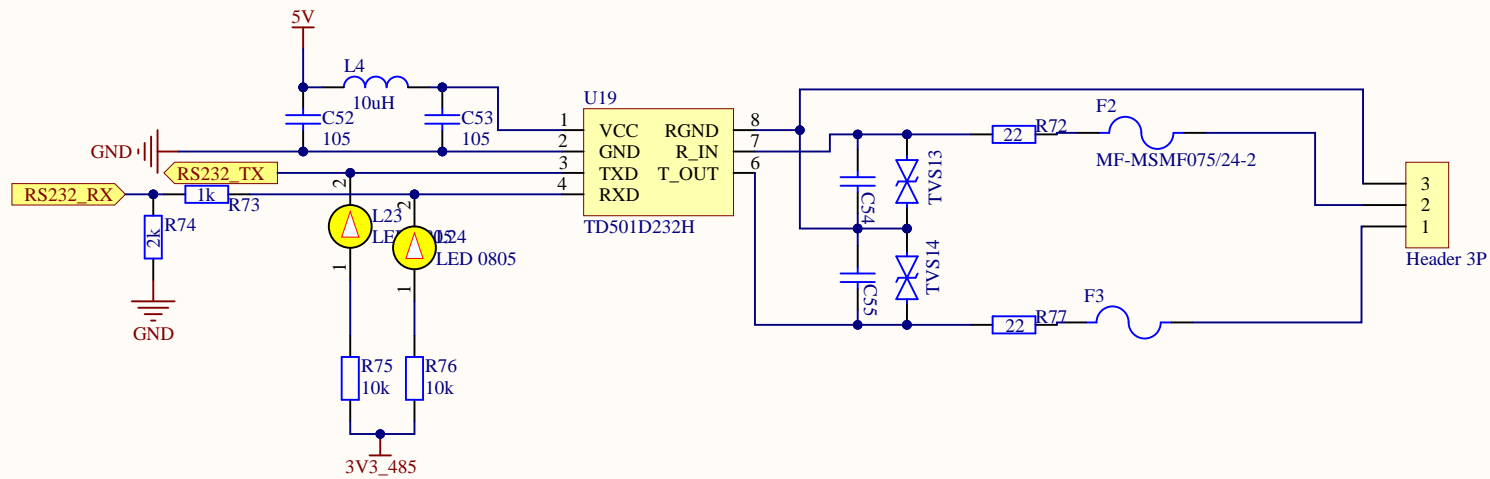 5V
L4
10uH
C52
105
C53
105
GND
U19
1
VCC
RGND
8
2
GND
R_IN
7
3
TXD
T_OUT
6
4
RXD
TD501D232H
RS232_TX
RS232_RX
1k
R73
R74
2k
GND
2
L23
1
2
L24
LED 0805
1
R75
10k
R76
10k
3V3_485
C54
TVS13
C55
TVS14
22
R72
F2
MF-MSMF075/24-2
22
R77
F3
3
2
1
Header 3P